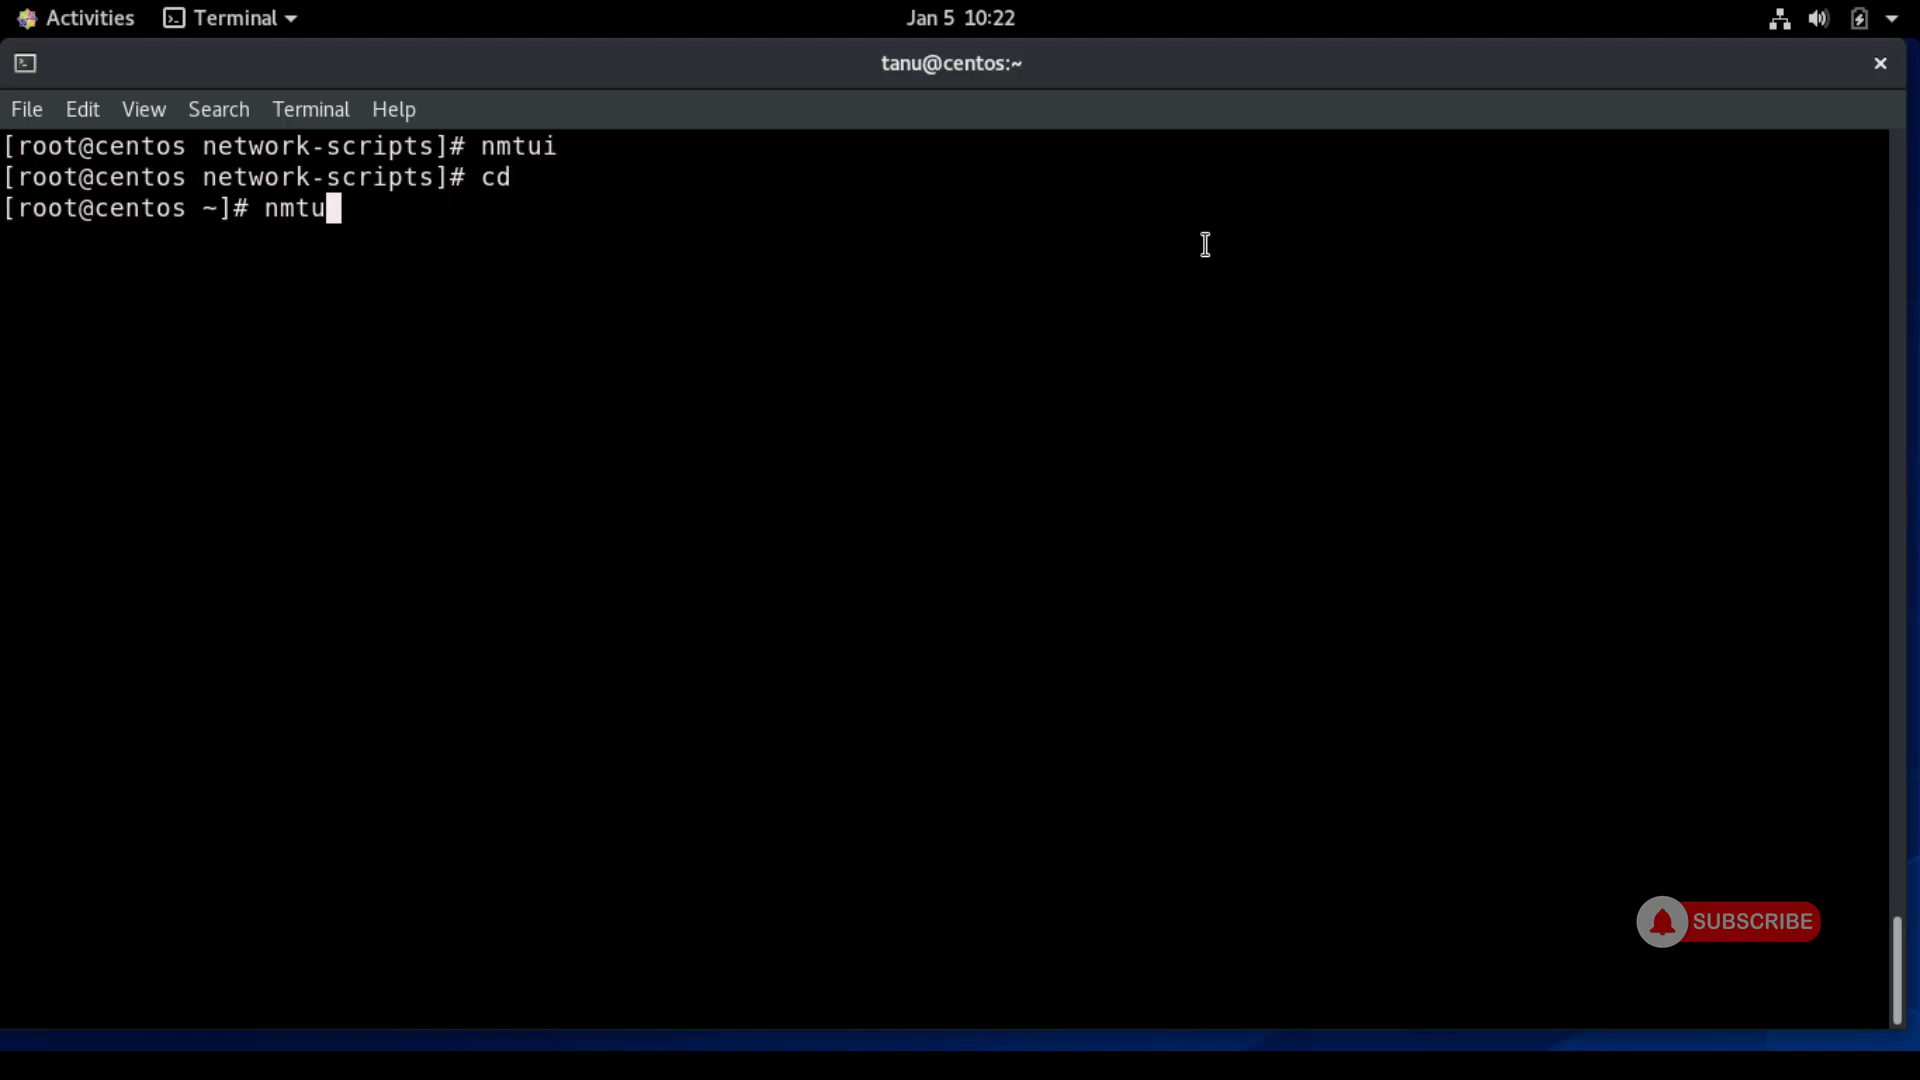 Activities Terminal Jan 5 10:22
tanu@centos:~
File Edit View Search Terminal Help
[root@centos network-scripts]# nmtui
[root@centos network-scripts]# cd
[root@centos ~]# nmtu
SUBSCRIBE